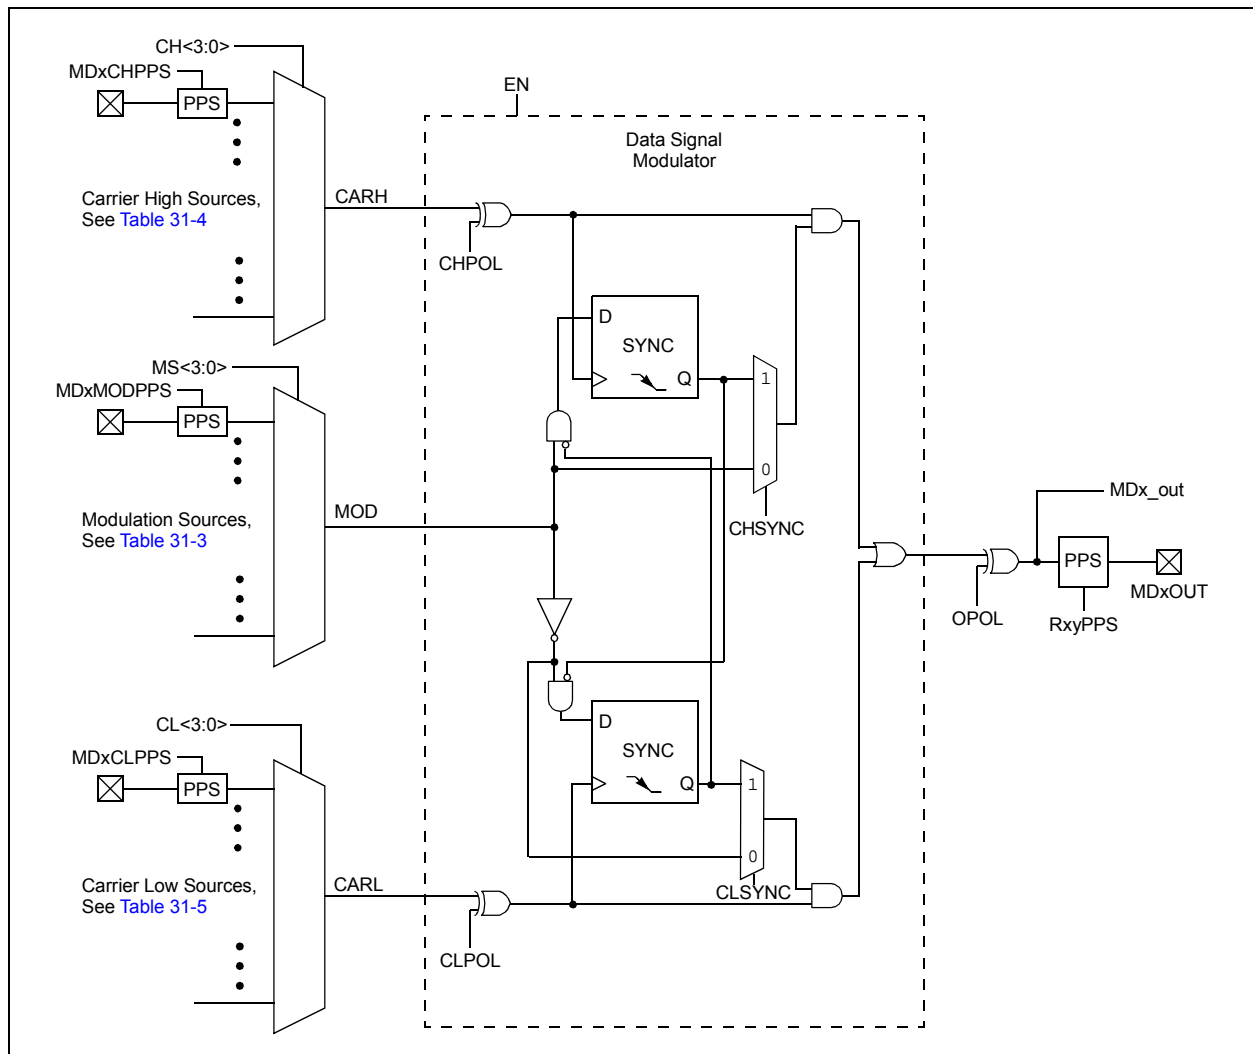 CH<3:0>
MDxCHPPS
PPS
Carrier High Sources,
See Table 31-4
CARH
EN
Data Signal
Modulator
CHPOL
D
SYNC
Q
1
0
CHSYNC
MS<3:0>
MDxMODPPS
PPS
Modulation Sources,
See Table 31-3
MOD
MDx_out
PPS
MDxOUT
OPOL
RxyPPS
CL<3:0>
MDxCLPPS
PPS
Carrier Low Sources,
See Table 31-5
CARL
D
SYNC
Q
1
0
CLSYNC
CLPOL